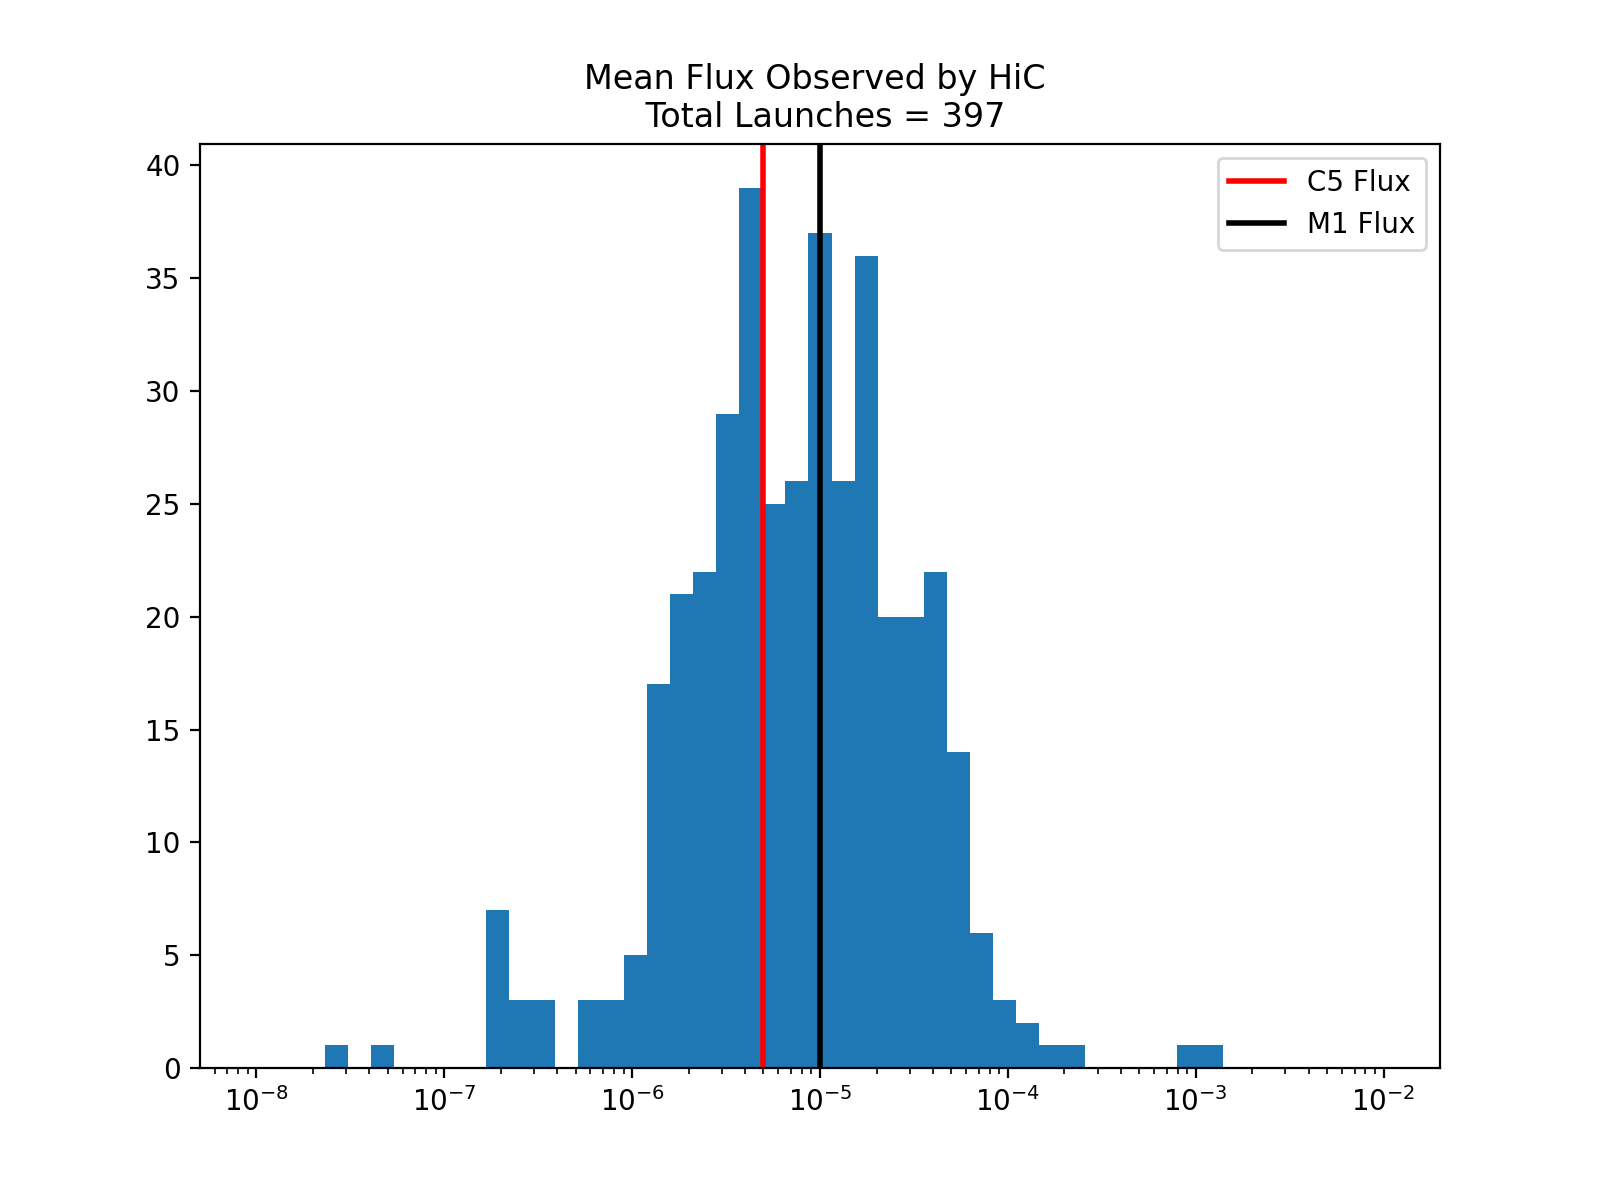 Mean Flux Observed by HiC
Total Launches = 397
C5 Flux
M1 Flux
40
35
30
25
20
15
10
5
0
10⁻⁸ 10⁻⁷ 10⁻⁶ 10⁻⁵ 10⁻⁴ 10⁻³ 10⁻²